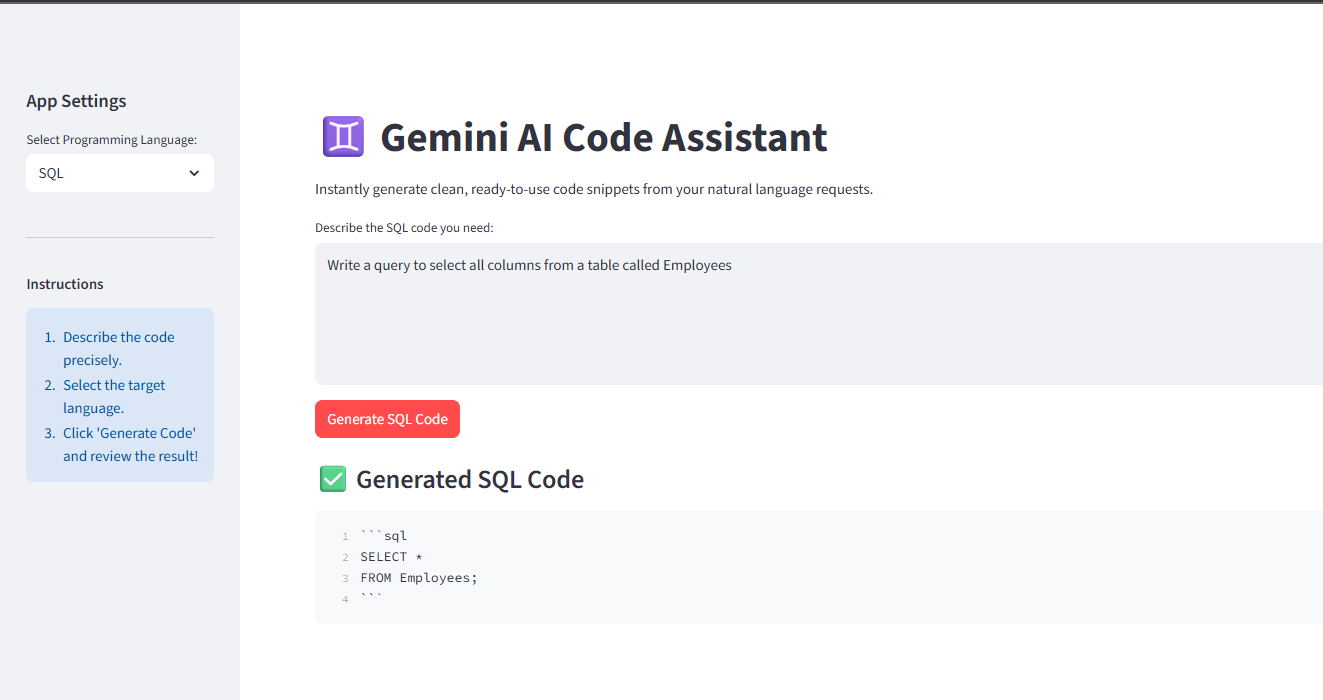 App Settings
Select Programming Language:
SQL
Instructions
1. Describe the code
precisely.
2. Select the target
language.
3. Click 'Generate Code'
and review the result!
Gemini AI Code Assistant
Instantly generate clean, ready-to-use code snippets from your natural language requests.
Describe the SQL code you need:
Write a query to select all columns from a table called Employees
Generate SQL Code
Generated SQL Code
1 ```sql
2 SELECT *
3 FROM Employees;
4 ```